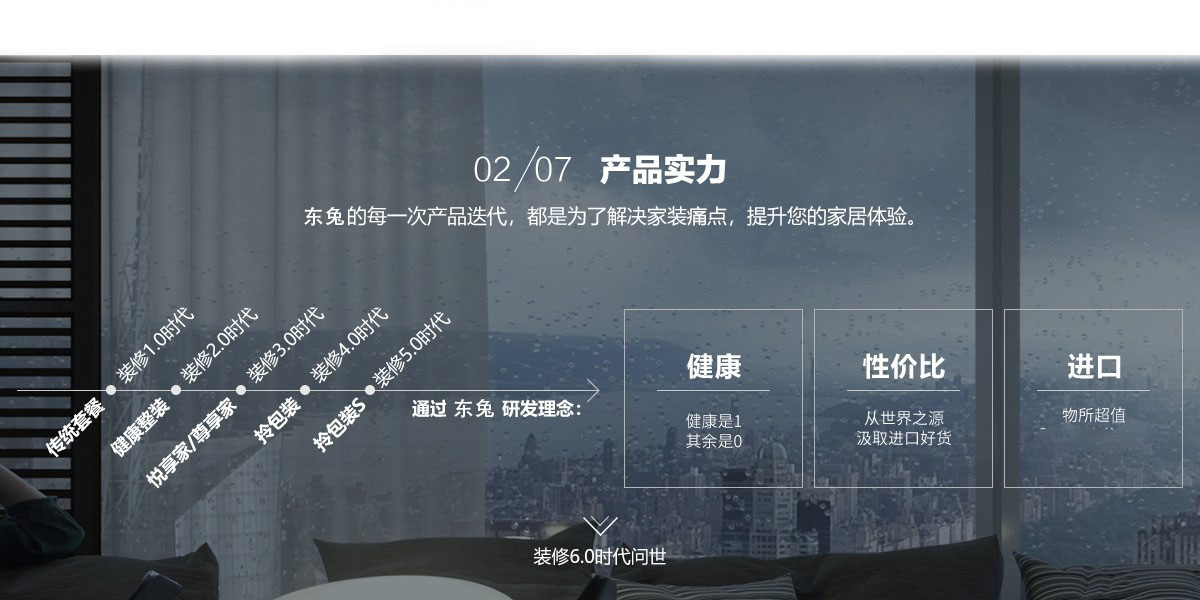 02/07 产品实力
东兔的每一次产品迭代，都是为了解决家装痛点，提升您的家居体验。
装修1.0时代
装修2.0时代
装修3.0时代
装修4.0时代
装修5.0时代
传统套餐
健康整装
悦享家/尊享家
拎包装
拎包装S
通过 东兔 研发理念：
健康
健康是1
其余是0
性价比
从世界之源
汲取进口好货
进口
物所超值
装修6.0时代问世